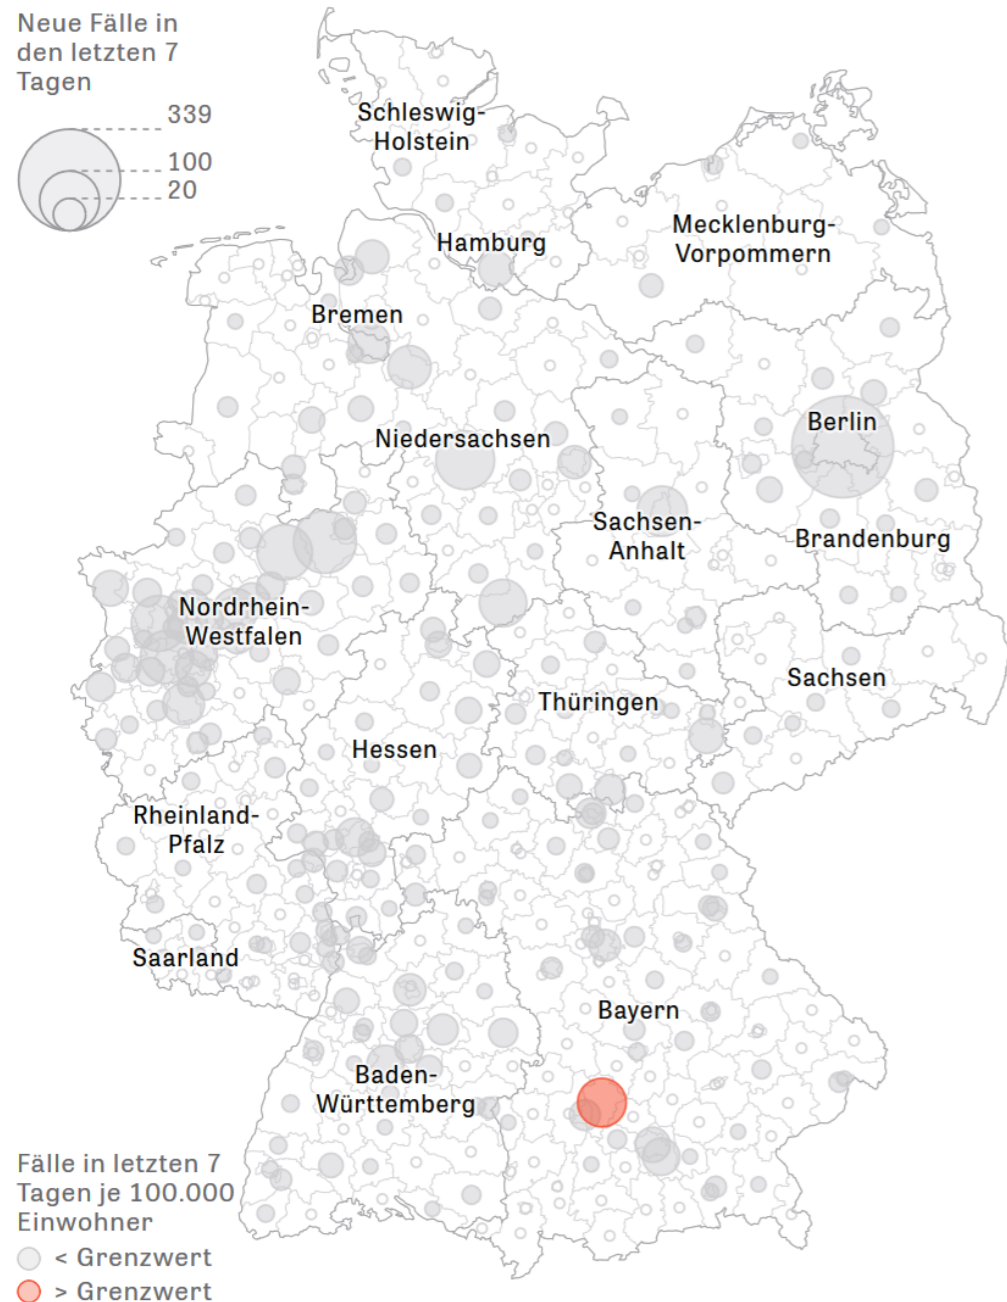 Neue Fälle in
den letzten 7
Tagen
339
100
20
Schleswig-
Holstein
Mecklenburg-
Vorpommern
Hamburg
Bremen
Berlin
Niedersachsen
Sachsen-
Anhalt
Brandenburg
Nordrhein-
Westfalen
Sachsen
Thüringen
Hessen
Rheinland-
Pfalz
Saarland
Bayern
Baden-
Württemberg
Fälle in letzten 7
Tagen je 100.000
Einwohner
< Grenzwert
> Grenzwert